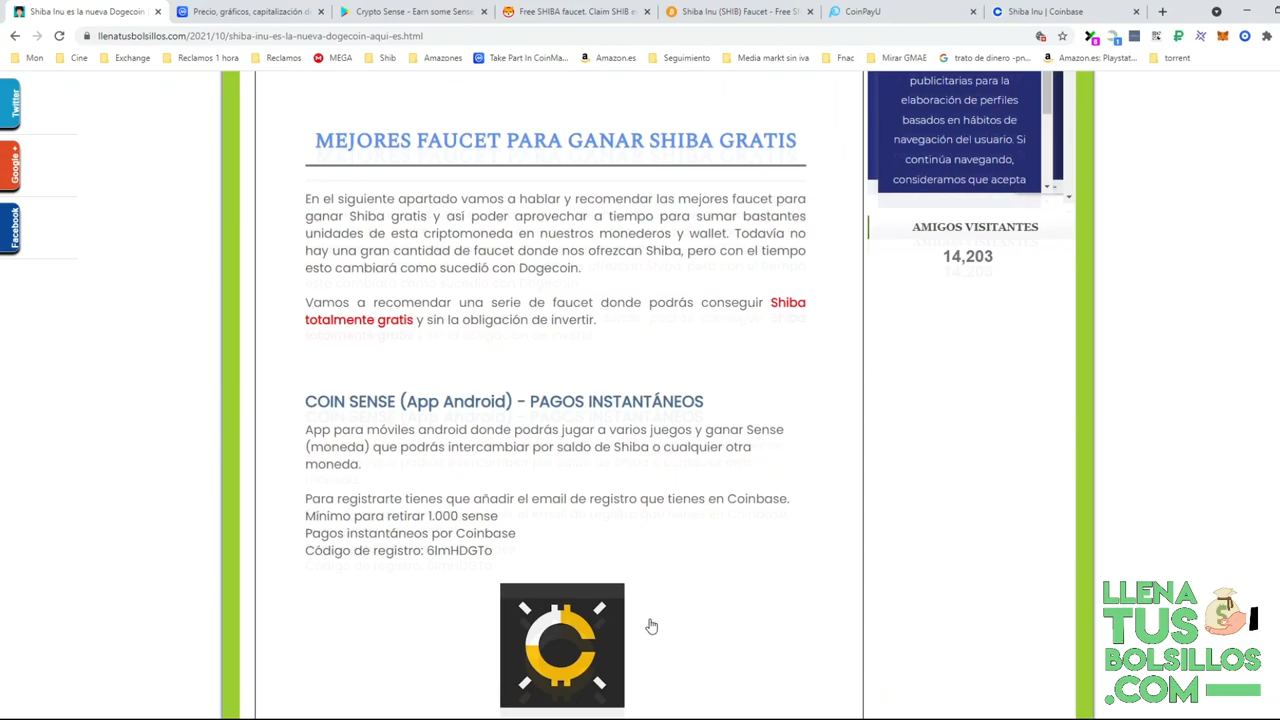 Shiba Inu es la nueva Dogecoin
Precio, gráficos, capitalización d
Crypto Sense - Earn some Sense
Free SHIBA faucet. Claim SHIB e
Shiba Inu (SHIB) Faucet - Free S
CoinPayU
Shiba Inu | Coinbase
llenatusbolsillos.com/2021/10/shiba-inu-es-la-nueva-dogecoin-aqui-es.html
Mon
Cine
Exchange
Reclamos 1 hora
Reclamos
MEGA
Shib
Amazones
Take Part In CoinMa...
Amazon.es
Seguimiento
Media markt sin iva
Fnac
Mirar GMAE
trato de dinero -pn...
Amazon.es: Playstat...
torrent
Twitter
Google +
Facebook
MEJORES FAUCET PARA GANAR SHIBA GRATIS
En el siguiente apartado vamos a hablar y recomendar las mejores faucet para
ganar Shiba gratis y así poder aprovechar a tiempo para sumar bastantes
unidades de esta criptomoneda en nuestros monederos y wallet. Todavía no
hay una gran cantidad de faucet donde nos ofrezcan Shiba, pero con el tiempo
esto cambiará como sucedió con Dogecoin.
Vamos a recomendar una serie de faucet donde podrás conseguir Shiba
totalmente gratis y sin la obligación de invertir.
COIN SENSE (App Android) - PAGOS INSTANTÁNEOS
App para móviles android donde podrás jugar a varios juegos y ganar Sense
(moneda) que podrás intercambiar por saldo de Shiba o cualquier otra
moneda.
Para registrarte tienes que añadir el email de registro que tienes en Coinbase.
Mínimo para retirar 1.000 sense
Pagos instantáneos por Coinbase
Código de registro: 6ImHDGTo
publicitarias para la
elaboración de perfiles
basados en hábitos de
navegación del usuario. Si
continúa navegando,
consideramos que acepta
AMIGOS VISITANTES
14,203
LLENA
TUS
BOLSILLOS
.COM